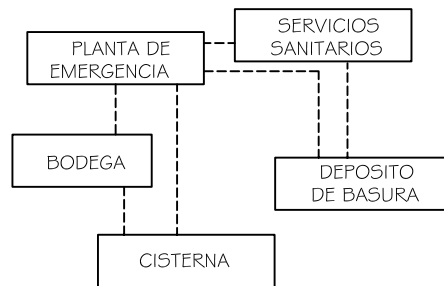 SERVICIOS
SANITARIOS
PLANTA DE
EMERGENCIA
BODEGA
DEPOSITO
DE BASURA
CISTERNA